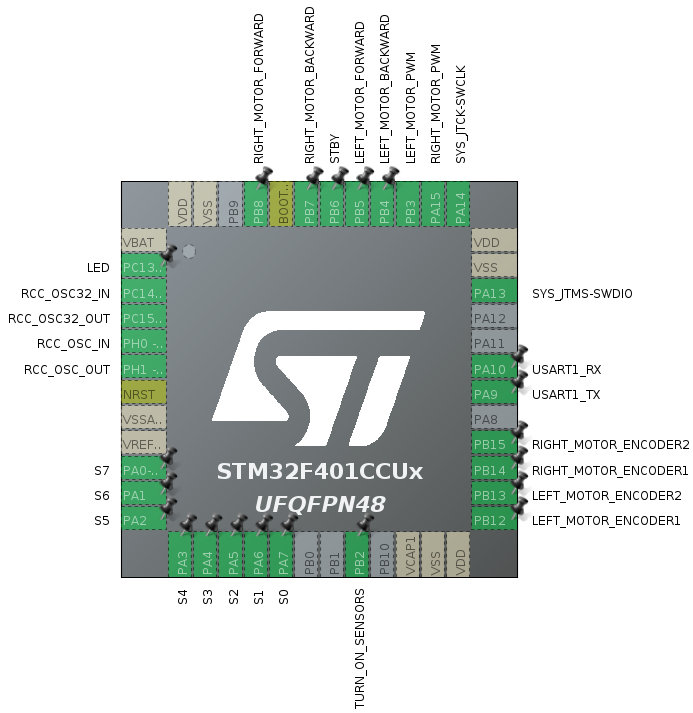 RIGHT_MOTOR_FORWARD
RIGHT_MOTOR_BACKWARD
STBY
LEFT_MOTOR_FORWARD
LEFT_MOTOR_BACKWARD
LEFT_MOTOR_PWM
RIGHT_MOTOR_PWM
SYS_JTCK-SWCLK
VDD
VSS
PB9
PB8
BOOT..
PB7
PB6
PB5
PB4
PB3
PA15
PA14
LED
RCC_OSC32_IN
RCC_OSC32_OUT
RCC_OSC_IN
RCC_OSC_OUT
S7
S6
S5
VBAT
PC13..
PC14..
PC15..
PH0 -..
PH1 -..
NRST
VSSA..
VREF..
PA0-..
PA1
PA2
ST
STM32F401CCUx
UFQFPN48
VDD
VSS
PA13
PA12
PA11
PA10
PA9
PA8
PB15
PB14
PB13
PB12
SYS_JTMS-SWDIO
USART1_RX
USART1_TX
RIGHT_MOTOR_ENCODER2
RIGHT_MOTOR_ENCODER1
LEFT_MOTOR_ENCODER2
LEFT_MOTOR_ENCODER1
PA3
PA4
PA5
PA6
PA7
PB0
PB1
PB2
PB10
VCAP1
VSS
VDD
S4
S3
S2
S1
S0
TURN_ON_SENSORS